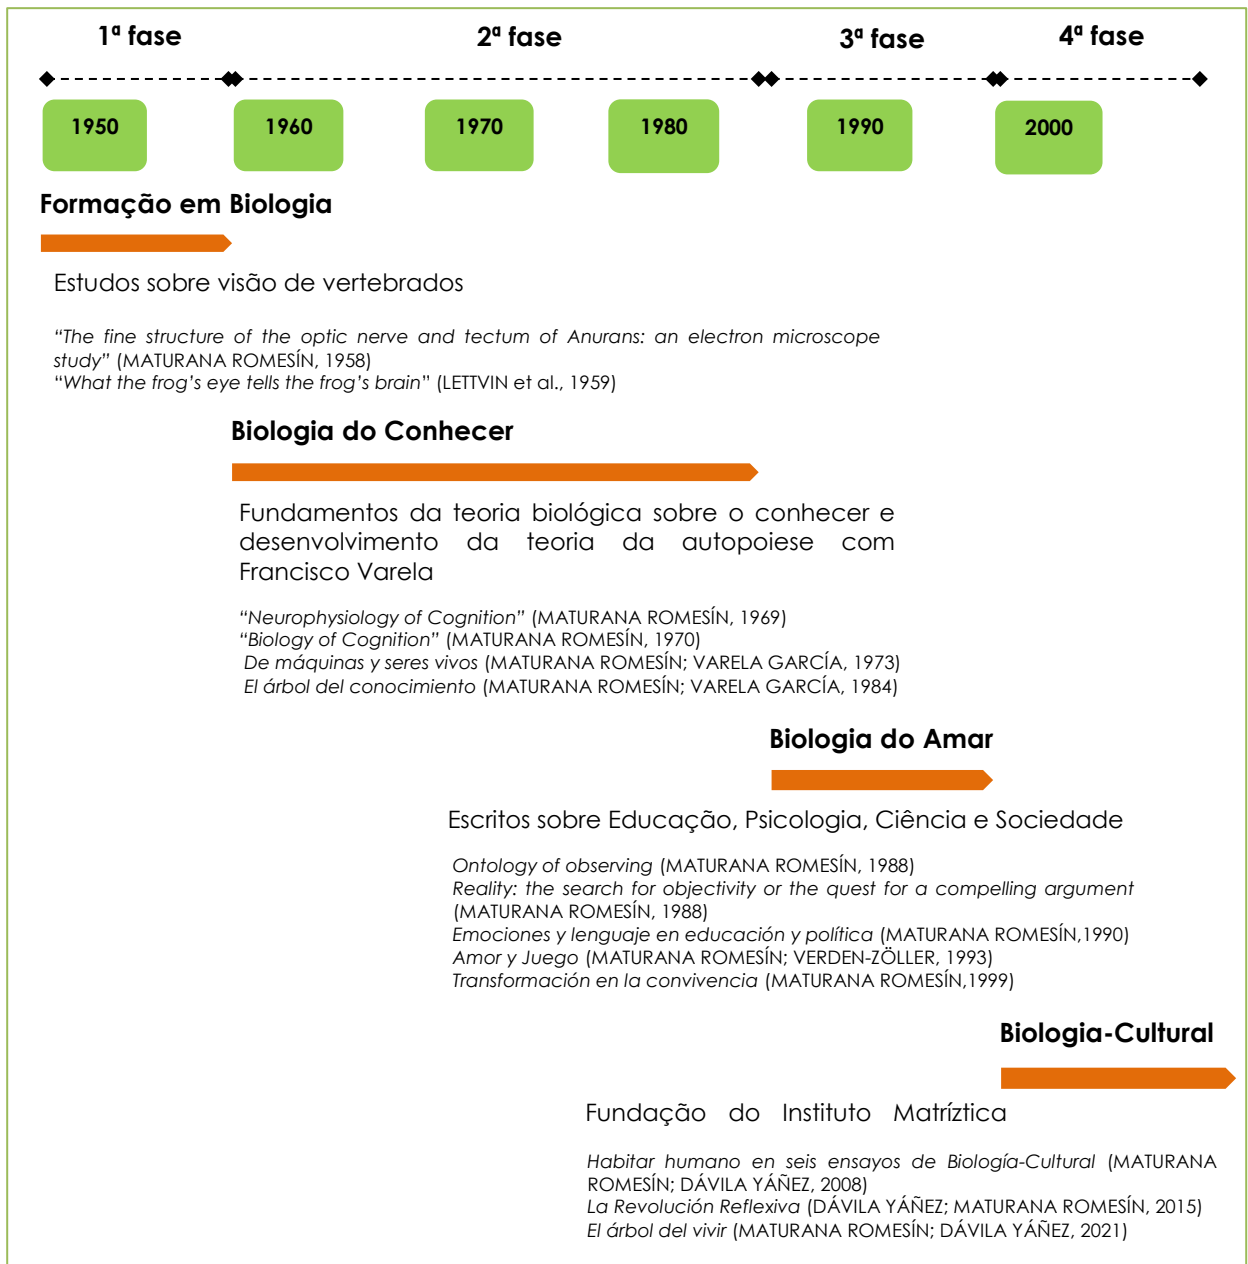 1ª fase 2ª fase 3ª fase 4ª fase
1950 1960 1970 1980 1990 2000
Formação em Biologia
Estudos sobre visão de vertebrados
“The fine structure of the optic nerve and tectum of Anurans: an electron microscope
study” (MATURANA ROMESÍN, 1958)
“What the frog’s eye tells the frog’s brain” (LETTVIN et al., 1959)
Biologia do Conhecer
Fundamentos da teoria biológica sobre o conhecer e
desenvolvimento da teoria da autopoiese com
Francisco Varela
“Neurophysiology of Cognition” (MATURANA ROMESÍN, 1969)
“Biology of Cognition” (MATURANA ROMESÍN, 1970)
De máquinas y seres vivos (MATURANA ROMESÍN; VARELA GARCÍA, 1973)
El árbol del conocimiento (MATURANA ROMESÍN; VARELA GARCÍA, 1984)
Biologia do Amar
Escritos sobre Educação, Psicologia, Ciência e Sociedade
Ontology of observing (MATURANA ROMESÍN, 1988)
Reality: the search for objectivity or the quest for a compelling argument
(MATURANA ROMESÍN, 1988)
Emociones y lenguaje en educación y política (MATURANA ROMESÍN,1990)
Amor y Juego (MATURANA ROMESÍN; VERDEN-ZÖLLER, 1993)
Transformación en la convivencia (MATURANA ROMESÍN,1999)
Biologia-Cultural
Fundação do Instituto Matríztica
Habitar humano en seis ensayos de Biología-Cultural (MATURANA
ROMESÍN; DÁVILA YÁÑEZ, 2008)
La Revolución Reflexiva (DÁVILA YÁÑEZ; MATURANA ROMESÍN, 2015)
El árbol del vivir (MATURANA ROMESÍN; DÁVILA YÁÑEZ, 2021)